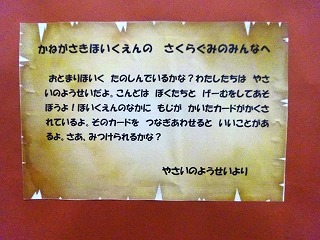 かねがさきほいくえんの　さくらぐみのみんなへ
おとまりほいく　たのしんでいるかな？わたしたちは　やさ
いのようせいだよ。こんどは　ぼくたちと　げーむをしてあそ
ぼうよ！ほいくえんのなかに　もじが　かいたカードがかくさ
れているよ。そのカードを　つなぎあわせると　いいことがあ
るよ。さあ、みつけられるかな？
やさいのようせいより